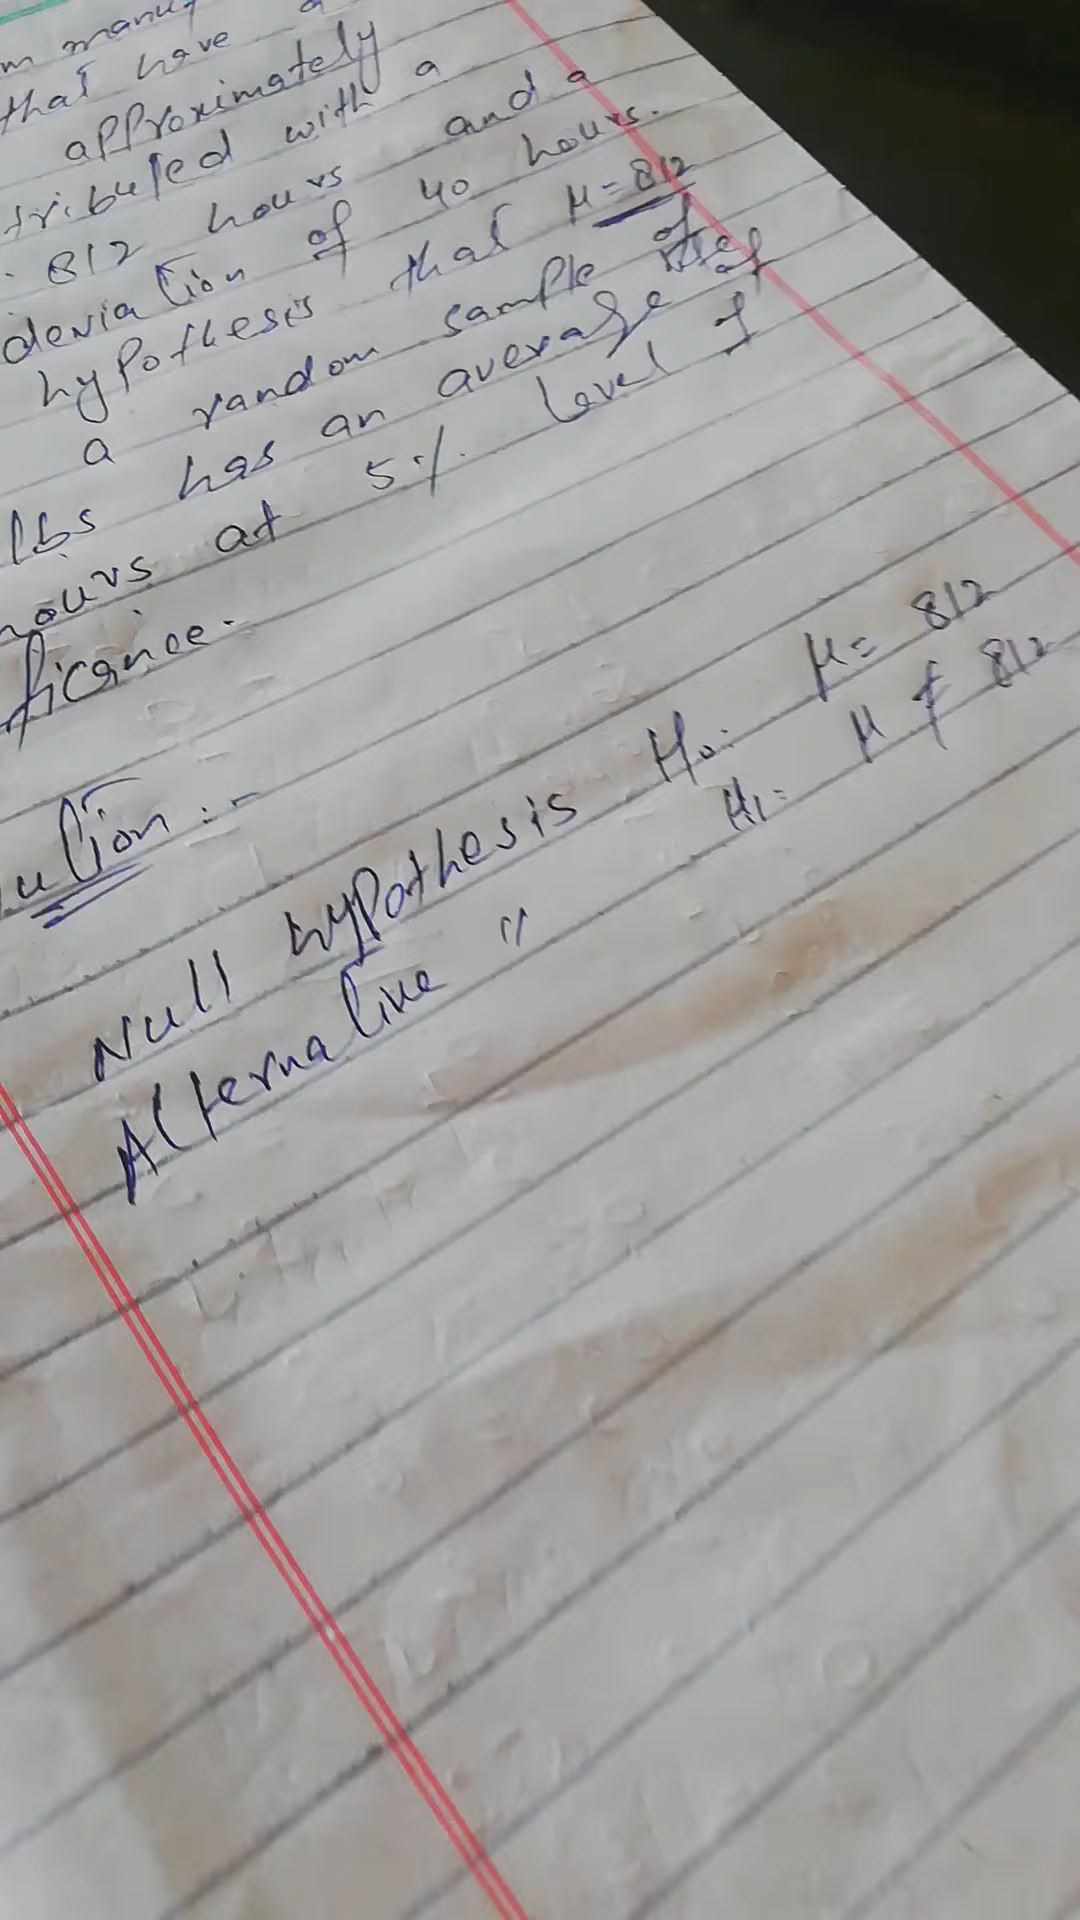 m manuf
that have a
approximately
tributed with a
. 812 hours and a
deviation of 40 hours.
hypothesis that μ = 812
a random sample of
lbs has an average of
hours at 5% level of
ficance.
ution :-
Null hypothesis H₀: μ = 812
Alternative " H₁: μ ≠ 812